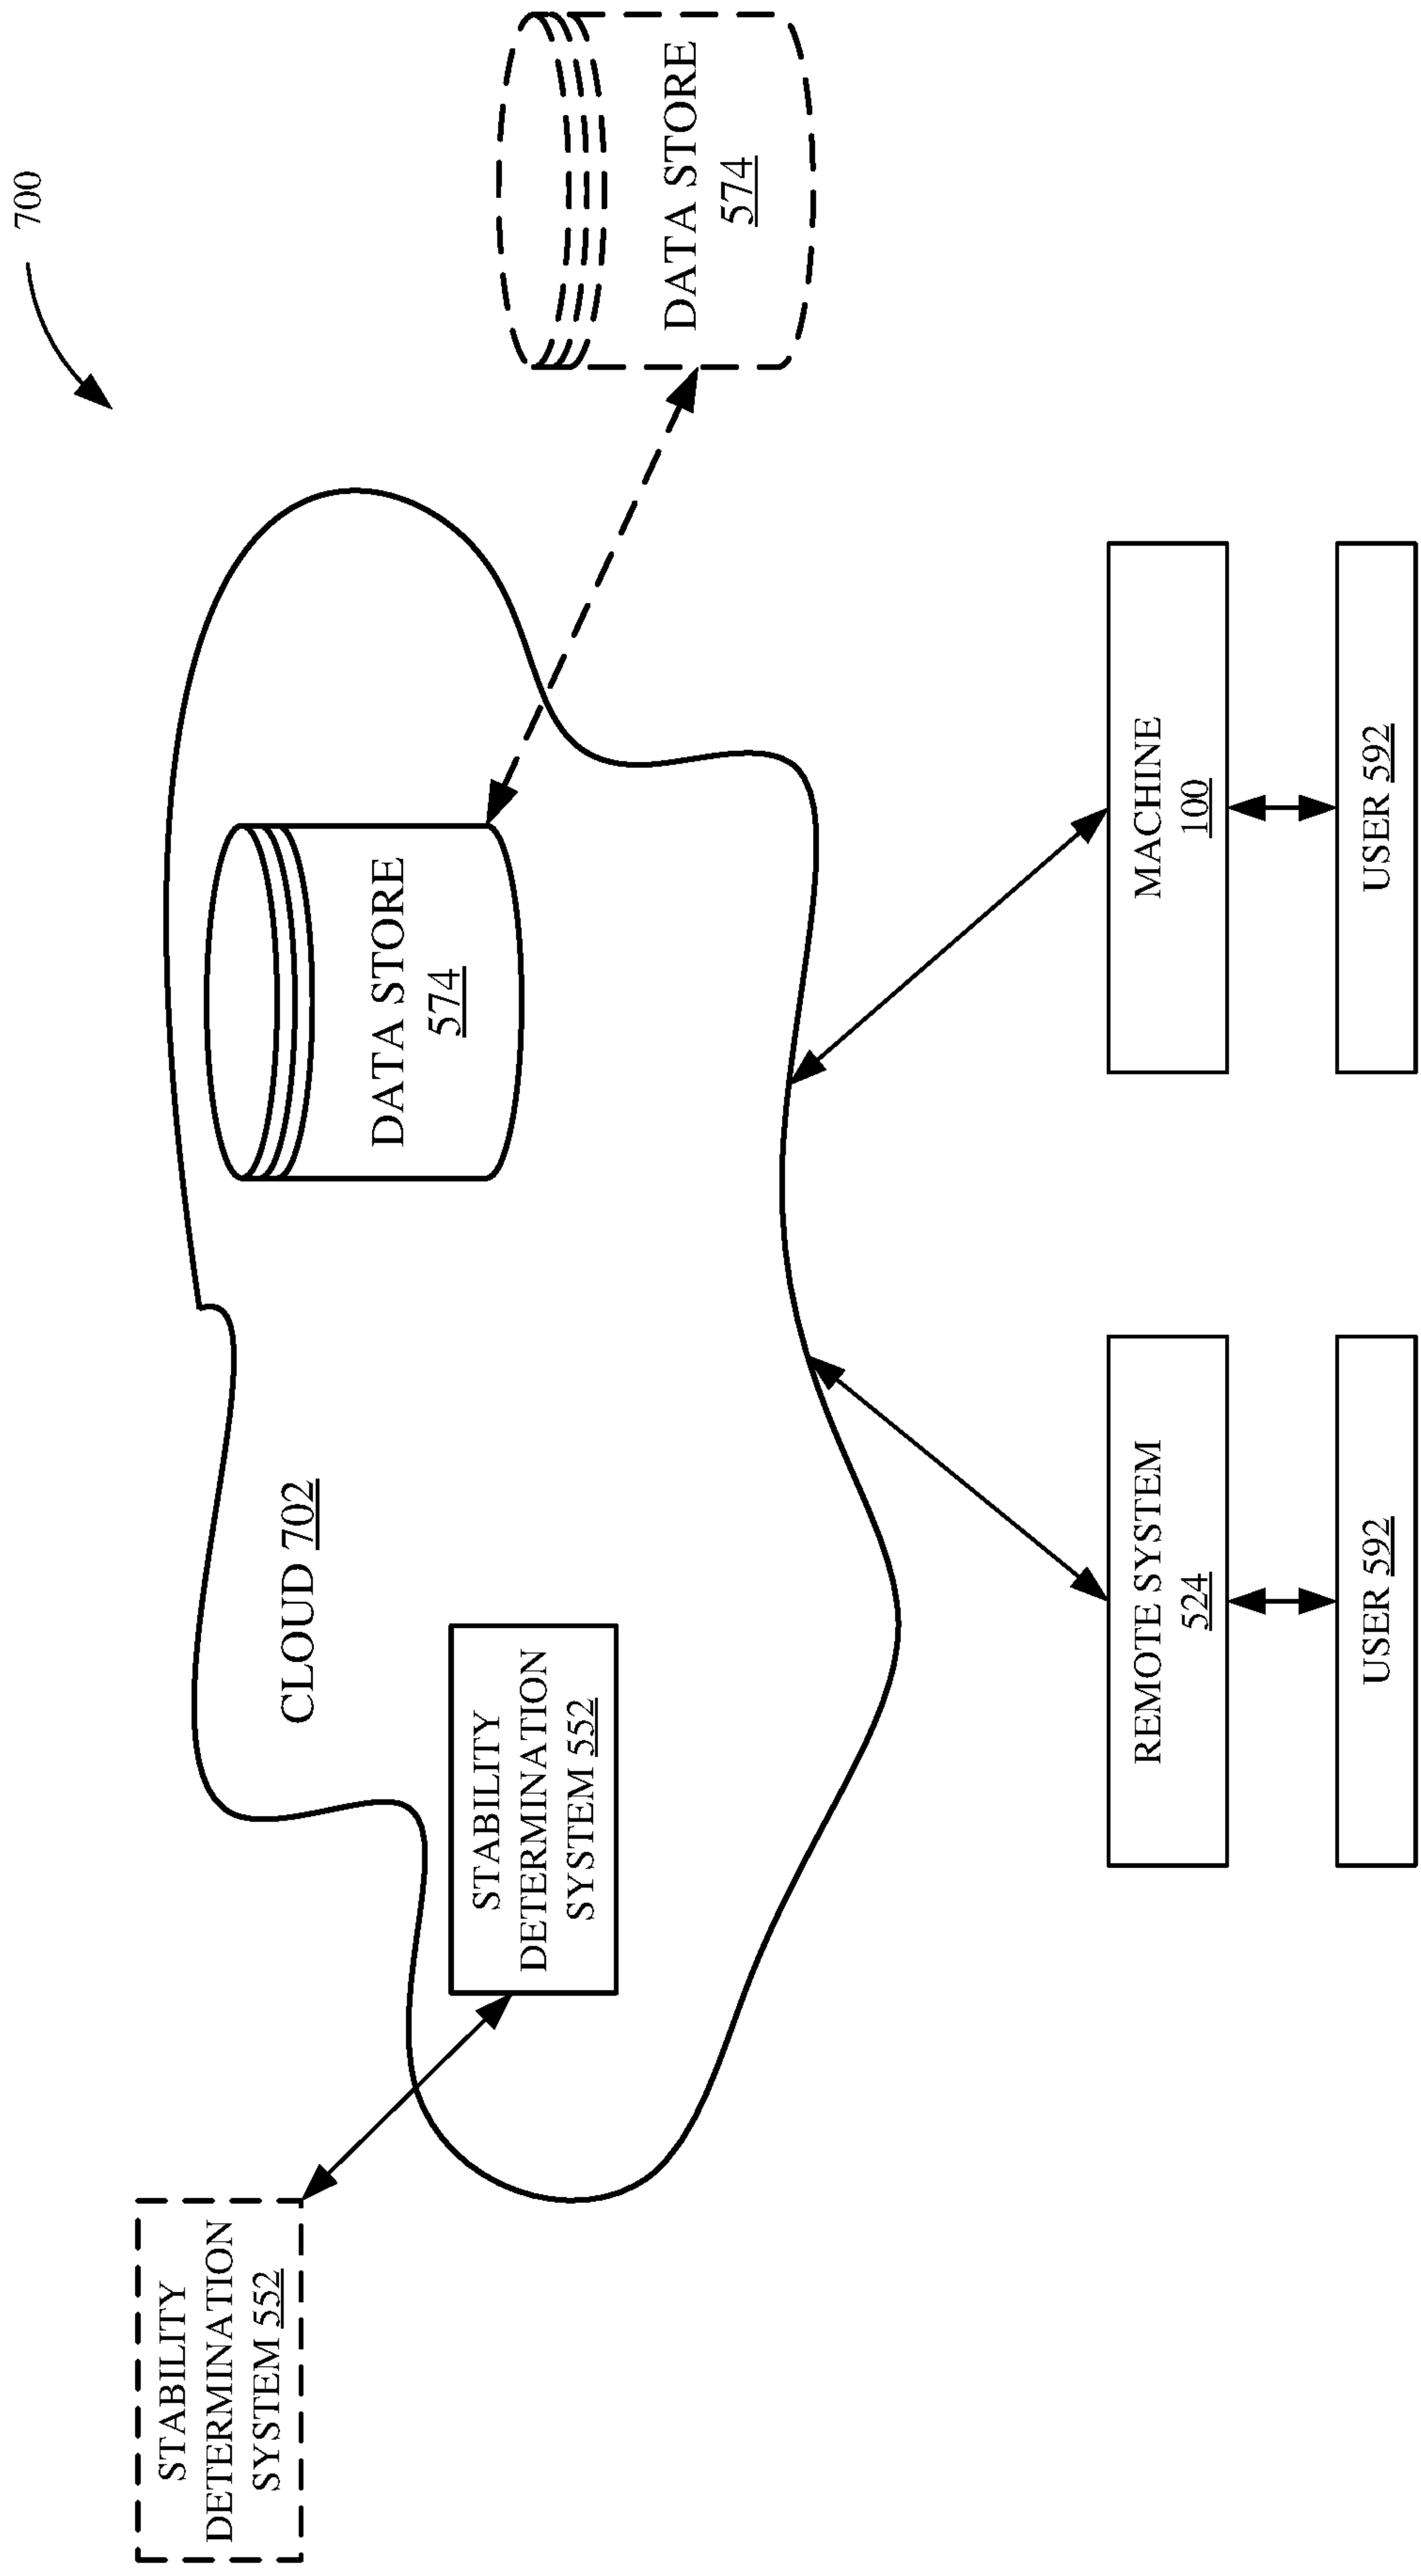 700
STABILITY
DETERMINATION
SYSTEM 552
CLOUD 702
DATA STORE
574
STABILITY
DETERMINATION
SYSTEM 552
DATA STORE
574
REMOTE SYSTEM
524
MACHINE
100
USER 592
USER 592